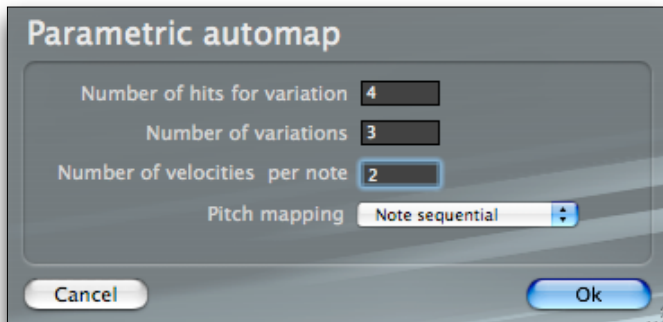 Parametric automap
Number of hits for variation 4
Number of variations 3
Number of velocities per note 2
Pitch mapping Note sequential
Cancel Ok